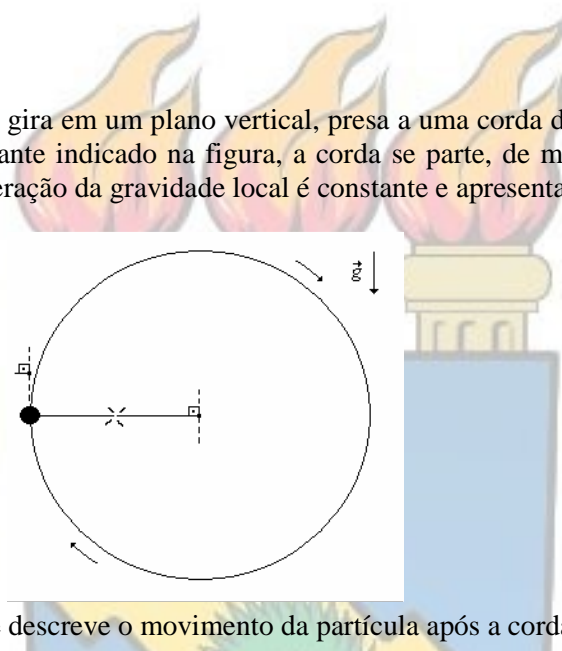 gira em um plano vertical, presa a uma corda d
ante indicado na figura, a corda se parte, de m
eração da gravidade local é constante e apresenta
g
descreve o movimento da partícula após a corda